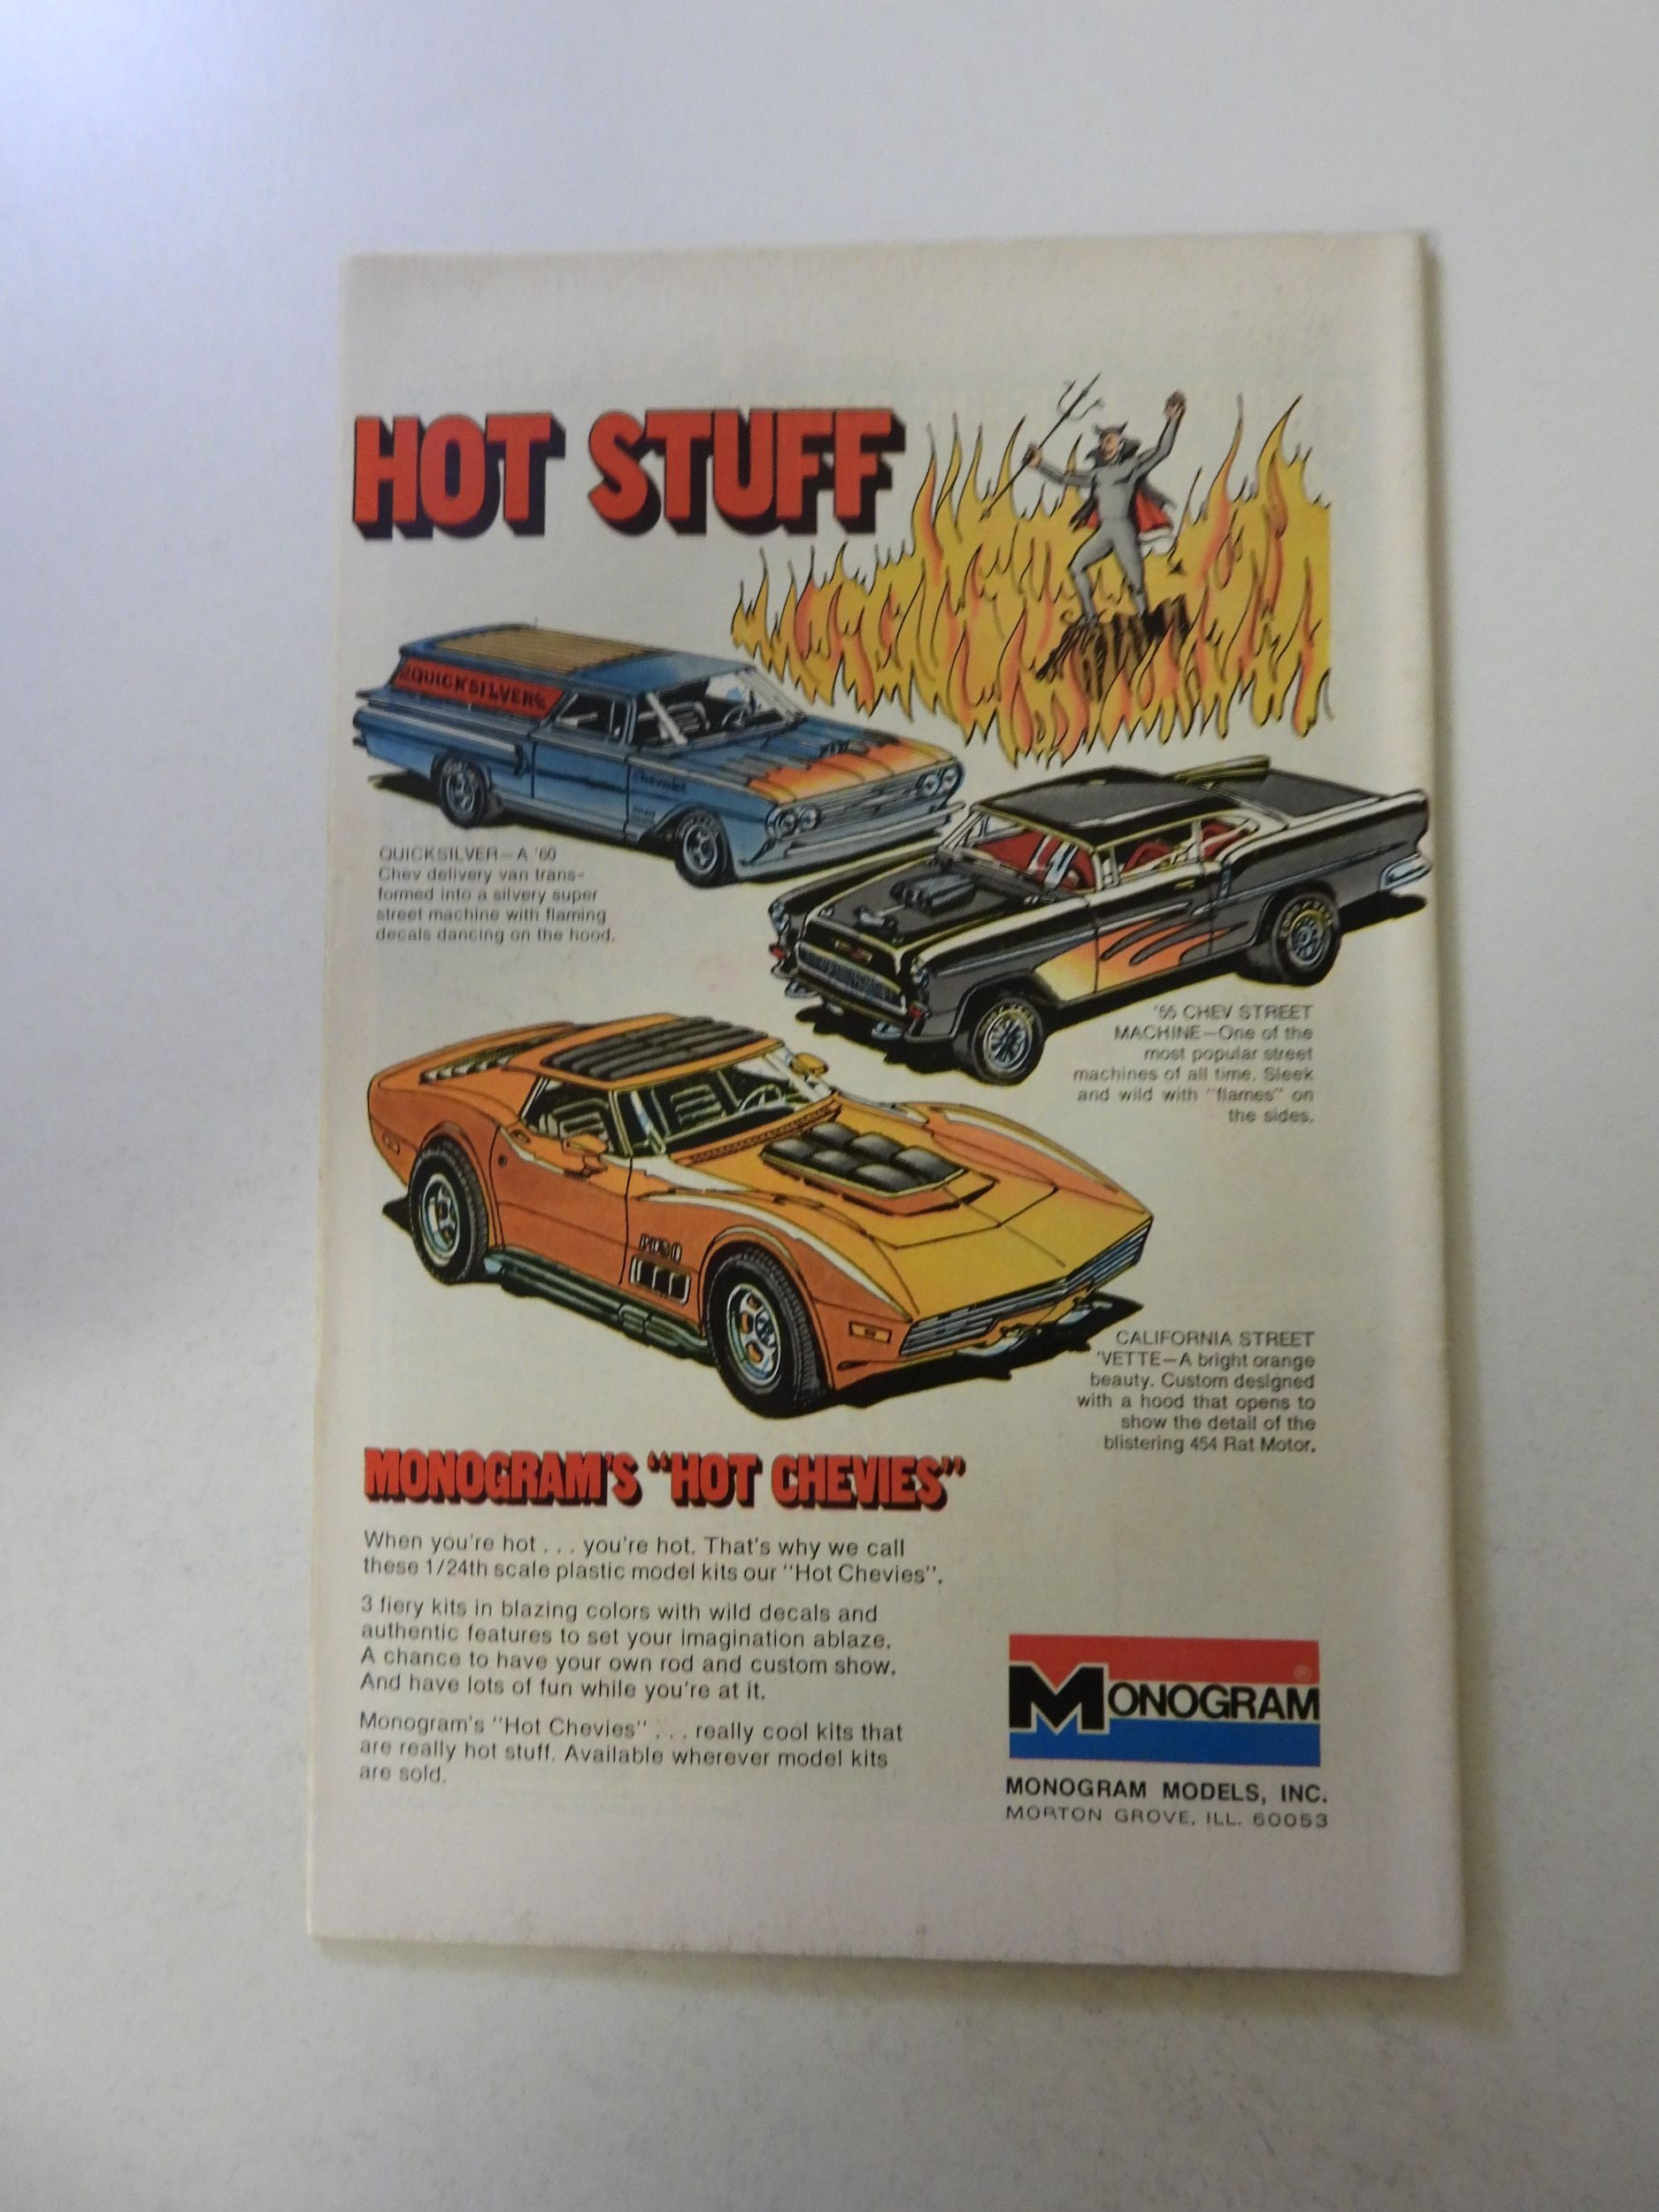 HOT STUFF
QUICKSILVER
Chevrolet
QUICKSILVER—A '60
Chev delivery van trans-
formed into a silvery super
street machine with flaming
decals dancing on the hood.
'55 CHEV STREET
MACHINE—One of the
most popular street
machines of all time. Sleek
and wild with "flames" on
the sides.
CALIFORNIA STREET
'VETTE—A bright orange
beauty. Custom designed
with a hood that opens to
show the detail of the
blistering 454 Rat Motor.
MONOGRAM'S "HOT CHEVIES"
When you're hot . . . you're hot. That's why we call
these 1/24th scale plastic model kits our "Hot Chevies".
3 fiery kits in blazing colors with wild decals and
authentic features to set your imagination ablaze.
A chance to have your own rod and custom show.
And have lots of fun while you're at it.
Monogram's "Hot Chevies" . . . really cool kits that
are really hot stuff. Available wherever model kits
are sold.
MONOGRAM ®
MONOGRAM MODELS, INC.
MORTON GROVE, ILL. 60053